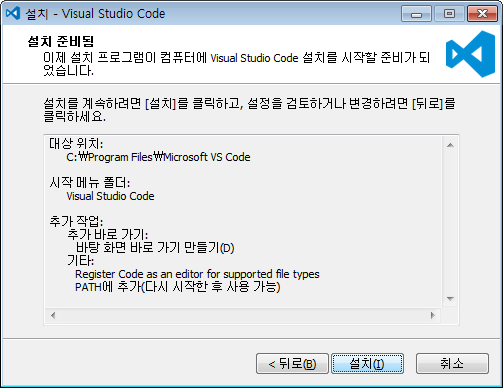 설치 - Visual Studio Code
설치 준비됨
이제 설치 프로그램이 컴퓨터에 Visual Studio Code 설치를 시작할 준비가 되
었습니다.
설치를 계속하려면 [설치]를 클릭하고, 설정을 검토하거나 변경하려면 [뒤로]를
클릭하세요.
대상 위치:
C:₩Program Files₩Microsoft VS Code
시작 메뉴 폴더:
Visual Studio Code
추가 작업:
추가 바로 가기:
바탕 화면 바로 가기 만들기(D)
기타:
Register Code as an editor for supported file types
PATH에 추가(다시 시작한 후 사용 가능)
< 뒤로(B) 설치(I) 취소